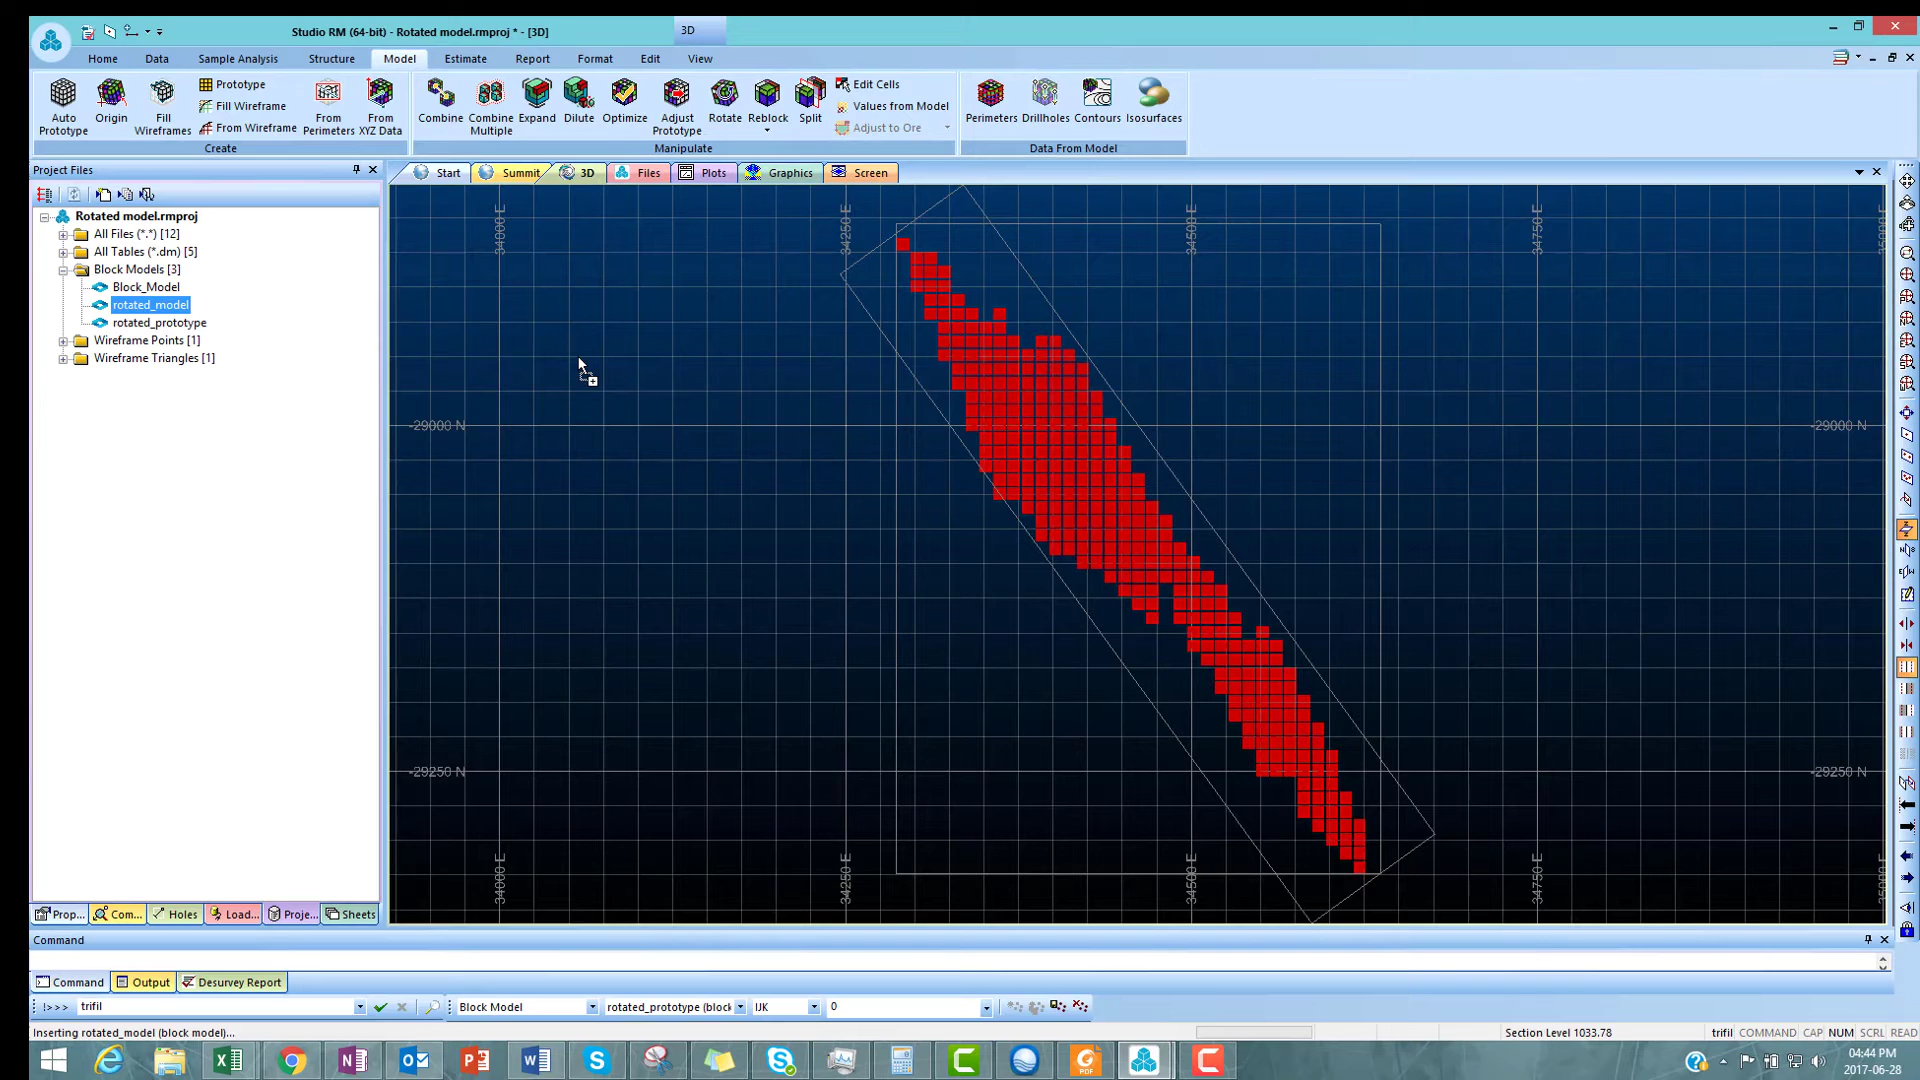 Studio RM (64-bit) - Rotated model.rmproj * - [3D]
3D
Home Data Sample Analysis Structure Model Estimate Report Format Edit View
Auto Prototype
Origin
Fill Wireframes
Prototype
Fill Wireframe
From Wireframe
From Perimeters
From XYZ Data
Combine
Combine Multiple
Expand
Dilute
Optimize
Adjust Prototype
Rotate
Reblock
Split
Edit Cells
Values from Model
Adjust to Ore
Perimeters
Drillholes
Contours
Isosurfaces
Create
Manipulate
Data From Model
Project Files
Start Summit 3D Files Plots Graphics Screen
Rotated model.rmproj
All Files (*.*) [12]
All Tables (*.dm) [5]
Block Models [3]
Block_Model
rotated_model
rotated_prototype
Wireframe Points [1]
Wireframe Triangles [1]
34000 E
34250 E
34500 E
34750 E
35000 E
-29000 N
-29000 N
-29250 N
-29250 N
34000 E
34250 E
34500 E
34750 E
Prop... Com... Holes Load... Proje... Sheets
Command
Command Output Desurvey Report
!>>> trifil
Block Model
rotated_prototype (block
IJK
0
Inserting rotated_model (block model)...
Section Level 1033.78
trifil COMMAND CAP NUM SCRL READ
04:44 PM
2017-06-28